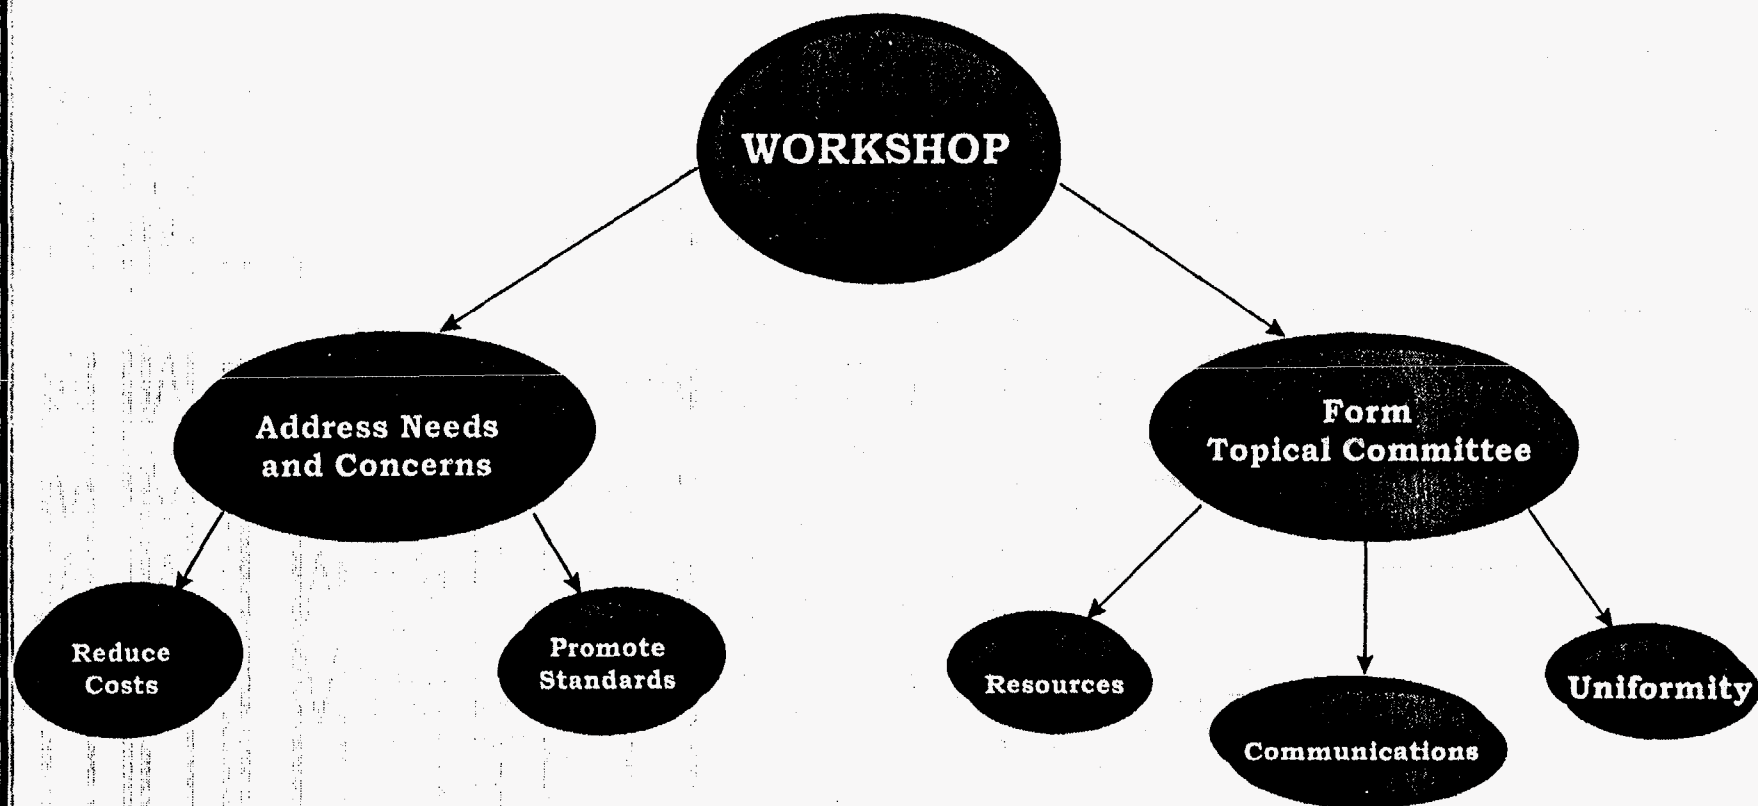 WORKSHOP
Address Needs
and Concerns
Form
Topical Committee
Reduce
Costs
Promote
Standards
Resources
Communications
Uniformity